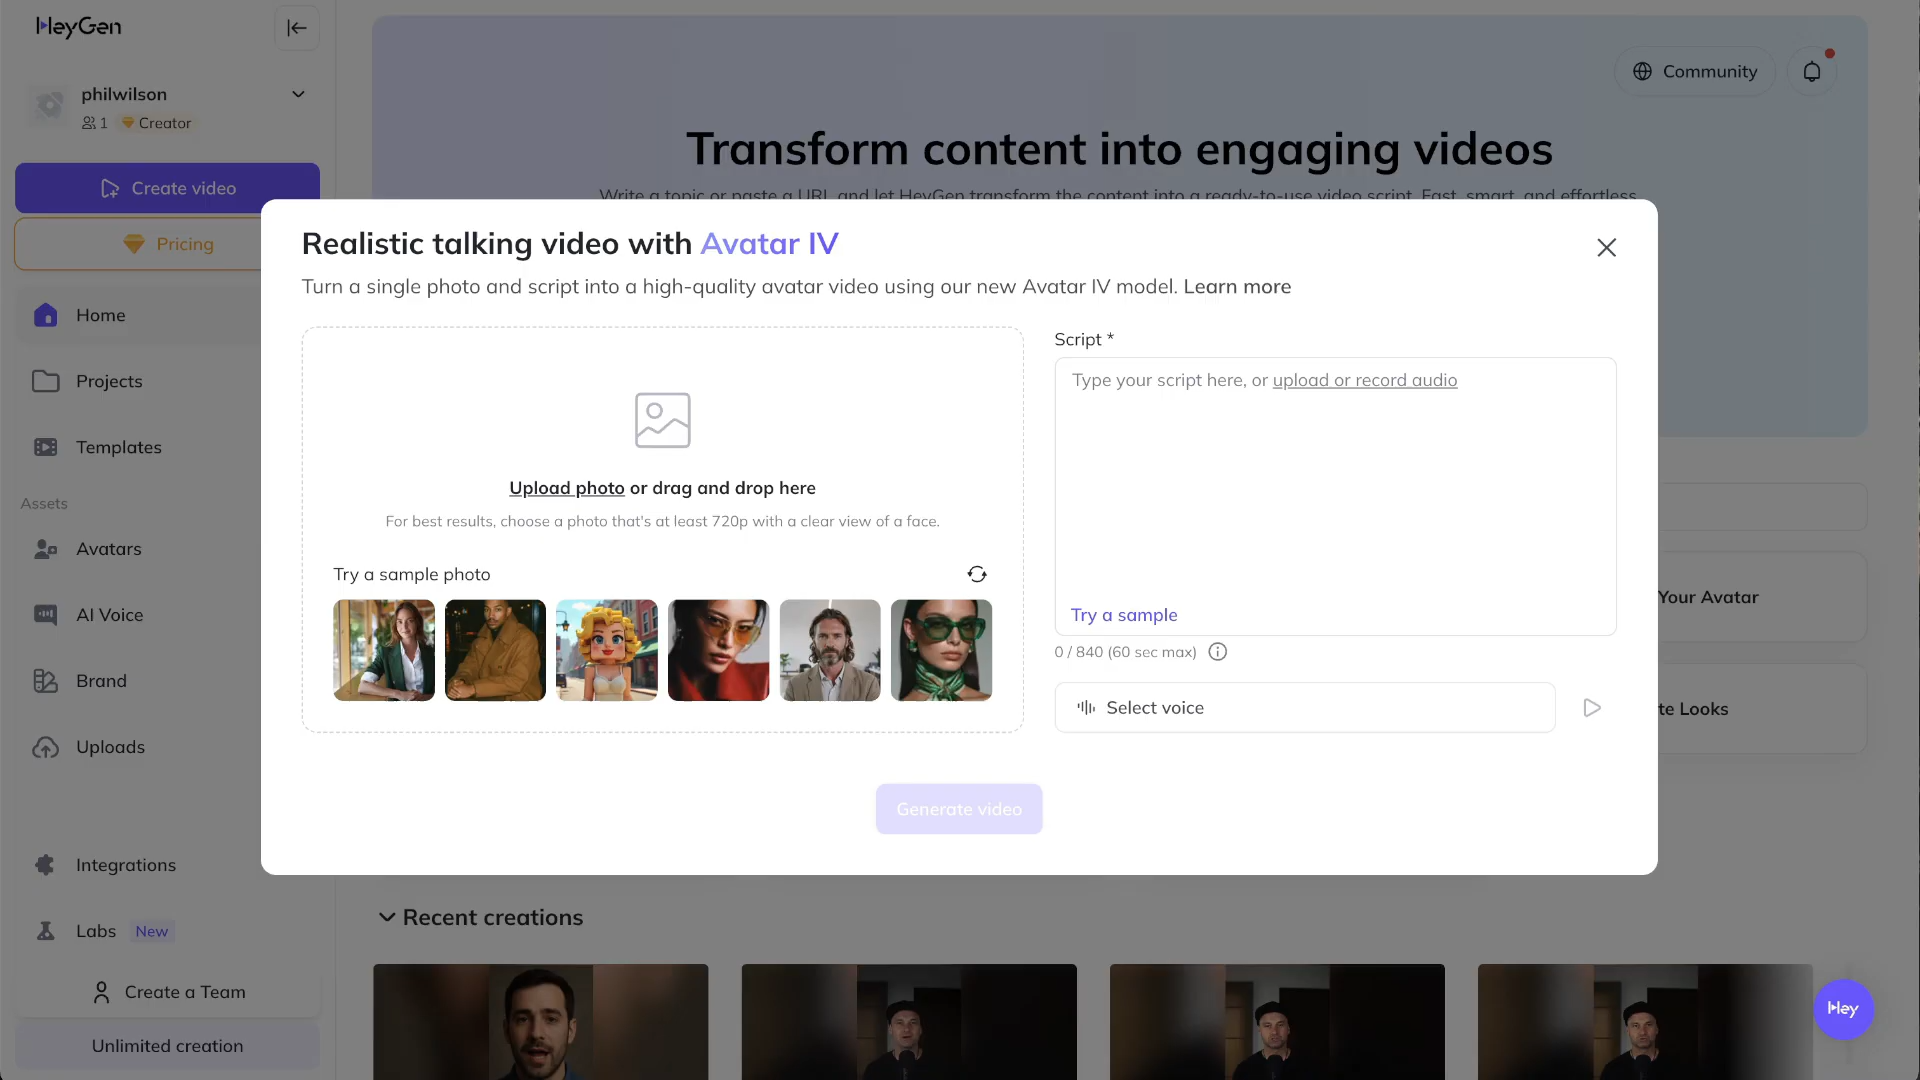 HeyGen
philwilson
1
Creator
Create video
Pricing
Home
Projects
Templates
Assets
Avatars
AI Voice
Brand
Uploads
Integrations
Labs New
Create a Team
Unlimited creation
Community
Transform content into engaging videos
Write a topic or paste a URL and let HeyGen transform the content into a ready-to-use video script. Fast, smart, and effortless
Realistic talking video with Avatar IV
Turn a single photo and script into a high-quality avatar video using our new Avatar IV model. Learn more
Upload photo or drag and drop here
For best results, choose a photo that's at least 720p with a clear view of a face.
Try a sample photo
Script *
Type your script here, or upload or record audio
Try a sample
0 / 840 (60 sec max)
Select voice
Generate video
Your Avatar
te Looks
Recent creations
Hey